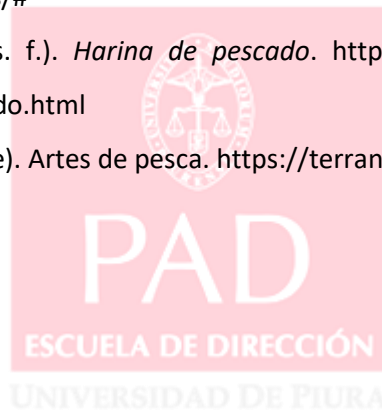 s. f.). Harina de pescado. http
do.html
e). Artes de pesca. https://terran
PAD
ESCUELA DE DIRECCIÓN
UNIVERSIDAD DE PIURA